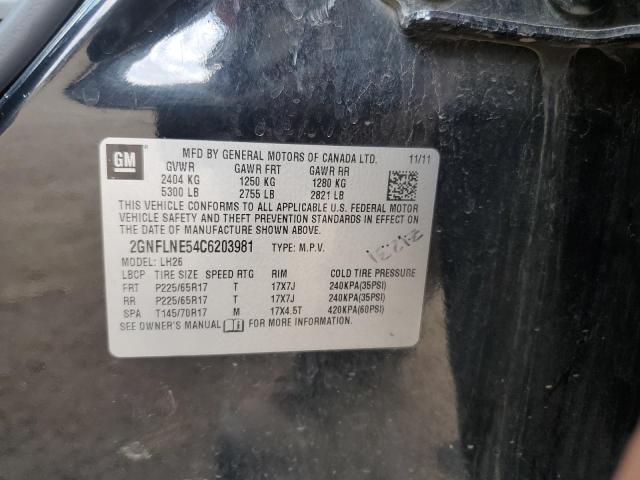 GM
MFD BY GENERAL MOTORS OF CANADA LTD. 11/11
GVWR GAWR FRT GAWR RR
2404 KG 1250 KG 1280 KG
5300 LB 2755 LB 2821 LB
THIS VEHICLE CONFORMS TO ALL APPLICABLE U.S. FEDERAL MOTOR
VEHICLE SAFETY AND THEFT PREVENTION STANDARDS IN EFFECT ON
THE DATE OF MANUFACTURE SHOWN ABOVE.
2GNFLNE54C6203981 TYPE: M.P.V.
MODEL: LH26
LBCP TIRE SIZE SPEED RTG RIM COLD TIRE PRESSURE
FRT P225/65R17 T 17X7J 240KPA(35PSI)
RR P225/65R17 T 17X7J 240KPA(35PSI)
SPA T145/70R17 M 17X4.5T 420KPA(60PSI)
SEE OWNER'S MANUAL FOR MORE INFORMATION.